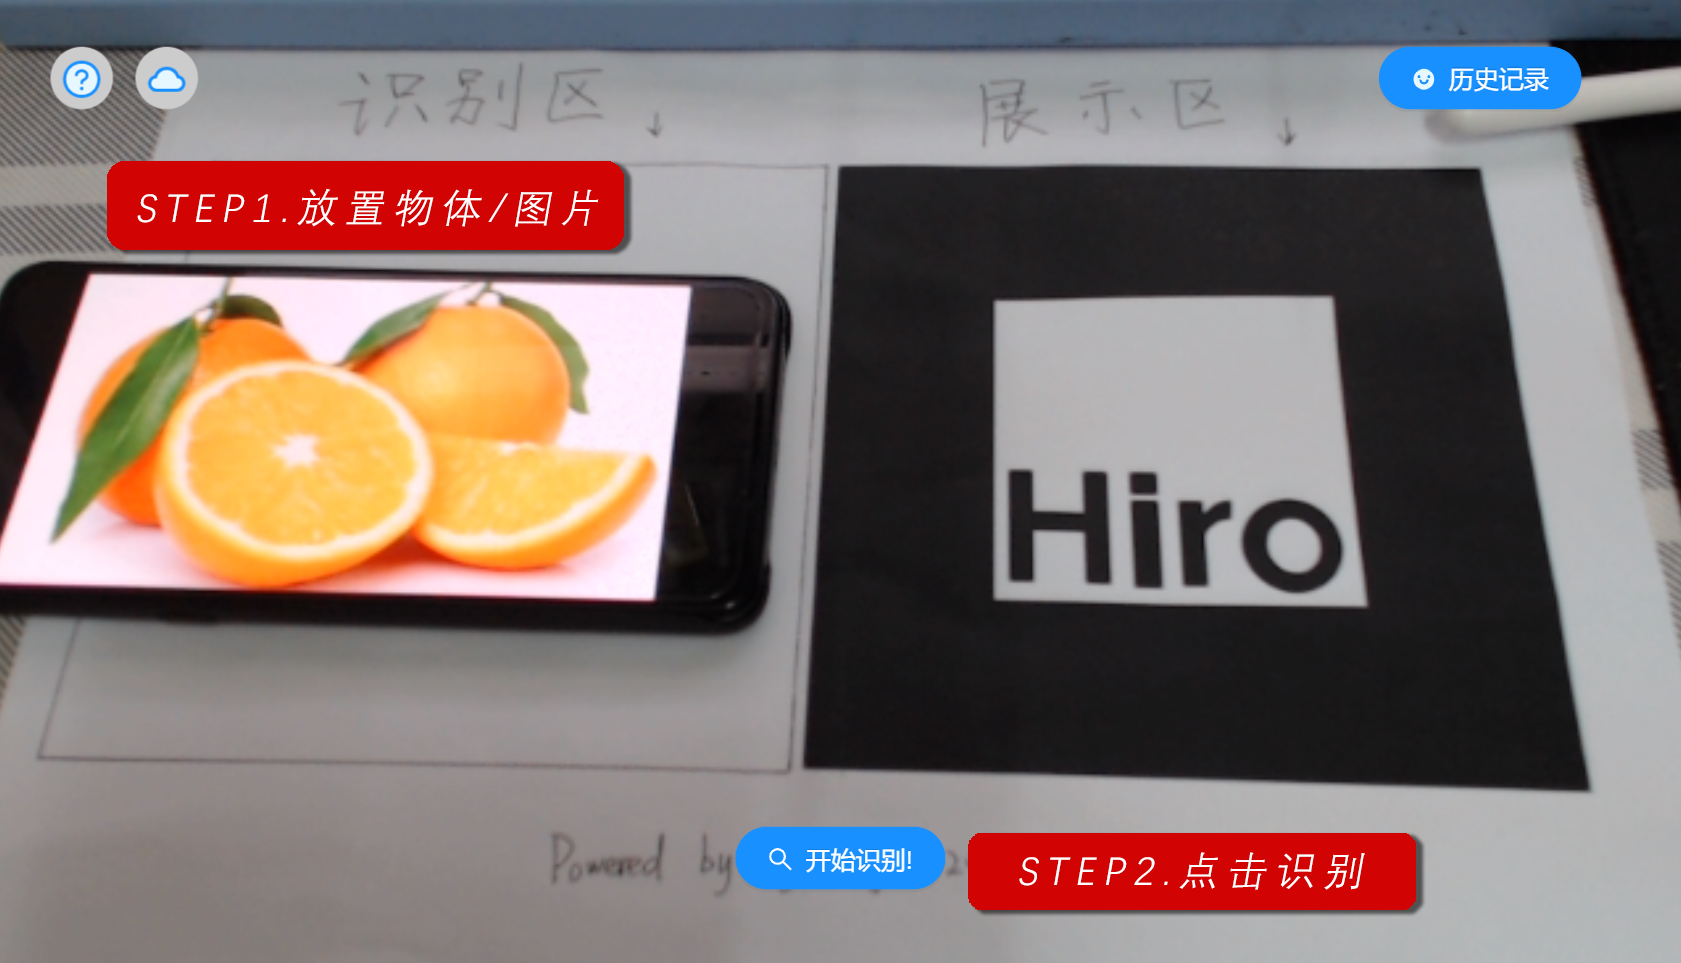 识别区↓
展示区↓
历史记录
STEP1.放置物体/图片
Hiro
Powered by
开始识别!
STEP2.点击识别